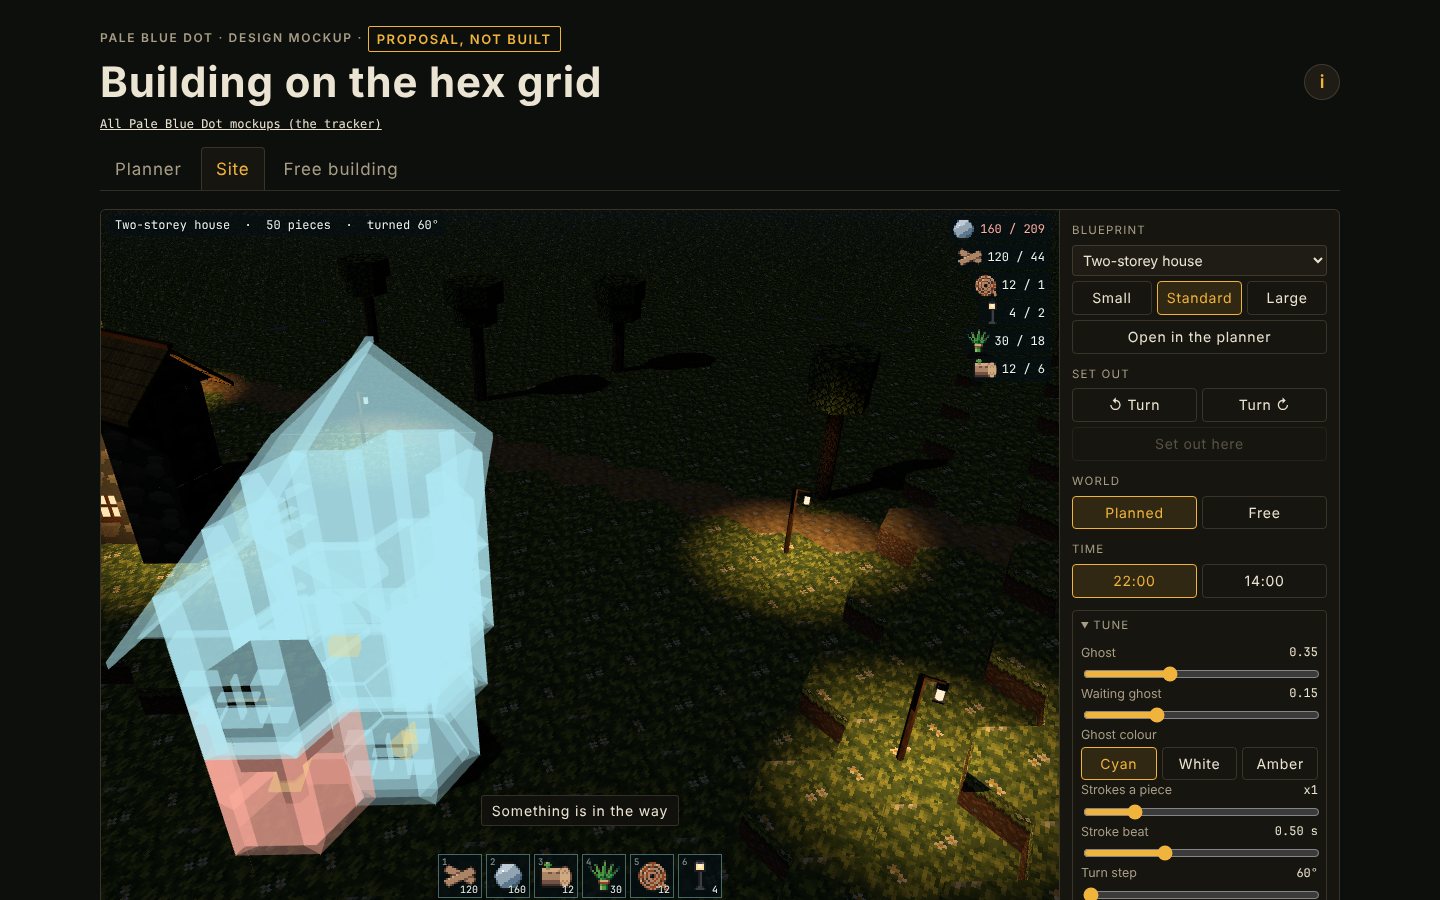 PALE BLUE DOT · DESIGN MOCKUP · PROPOSAL, NOT BUILT
Building on the hex grid
i
All Pale Blue Dot mockups (the tracker)
Planner
Site
Free building
Two-storey house · 50 pieces · turned 60°
160 / 209
120 / 44
12 / 1
4 / 2
30 / 18
12 / 6
Something is in the way
1 120
2 160
3 12
4 30
5 12
6 4
BLUEPRINT
Two-storey house
Small
Standard
Large
Open in the planner
SET OUT
↺ Turn
Turn ↻
Set out here
WORLD
Planned
Free
TIME
22:00
14:00
▼ TUNE
Ghost 0.35
Waiting ghost 0.15
Ghost colour
Cyan
White
Amber
Strokes a piece x1
Stroke beat 0.50 s
Turn step 60°